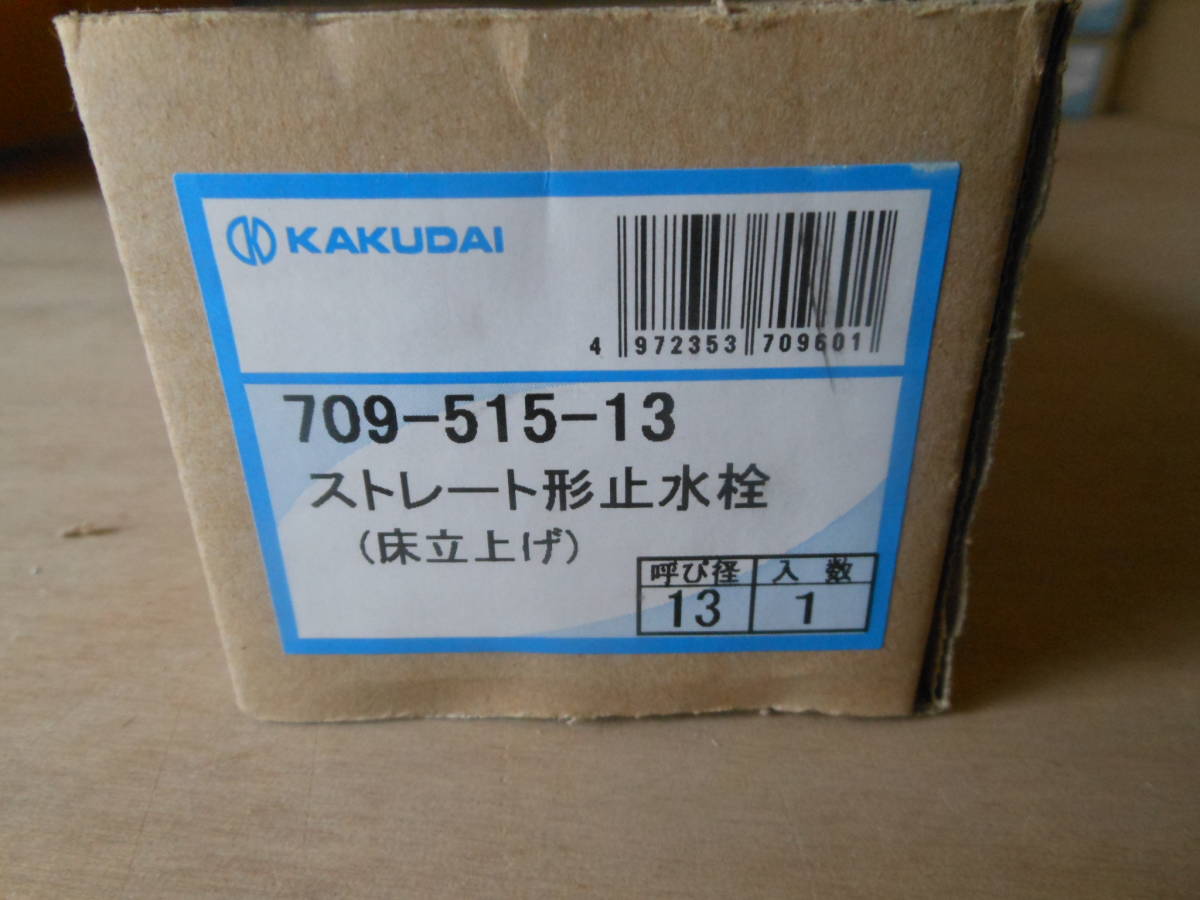 KAKUDAI
4 972353 709601
709-515-13
ストレート形止水栓
(床立上げ)
呼び径 入数
13 1